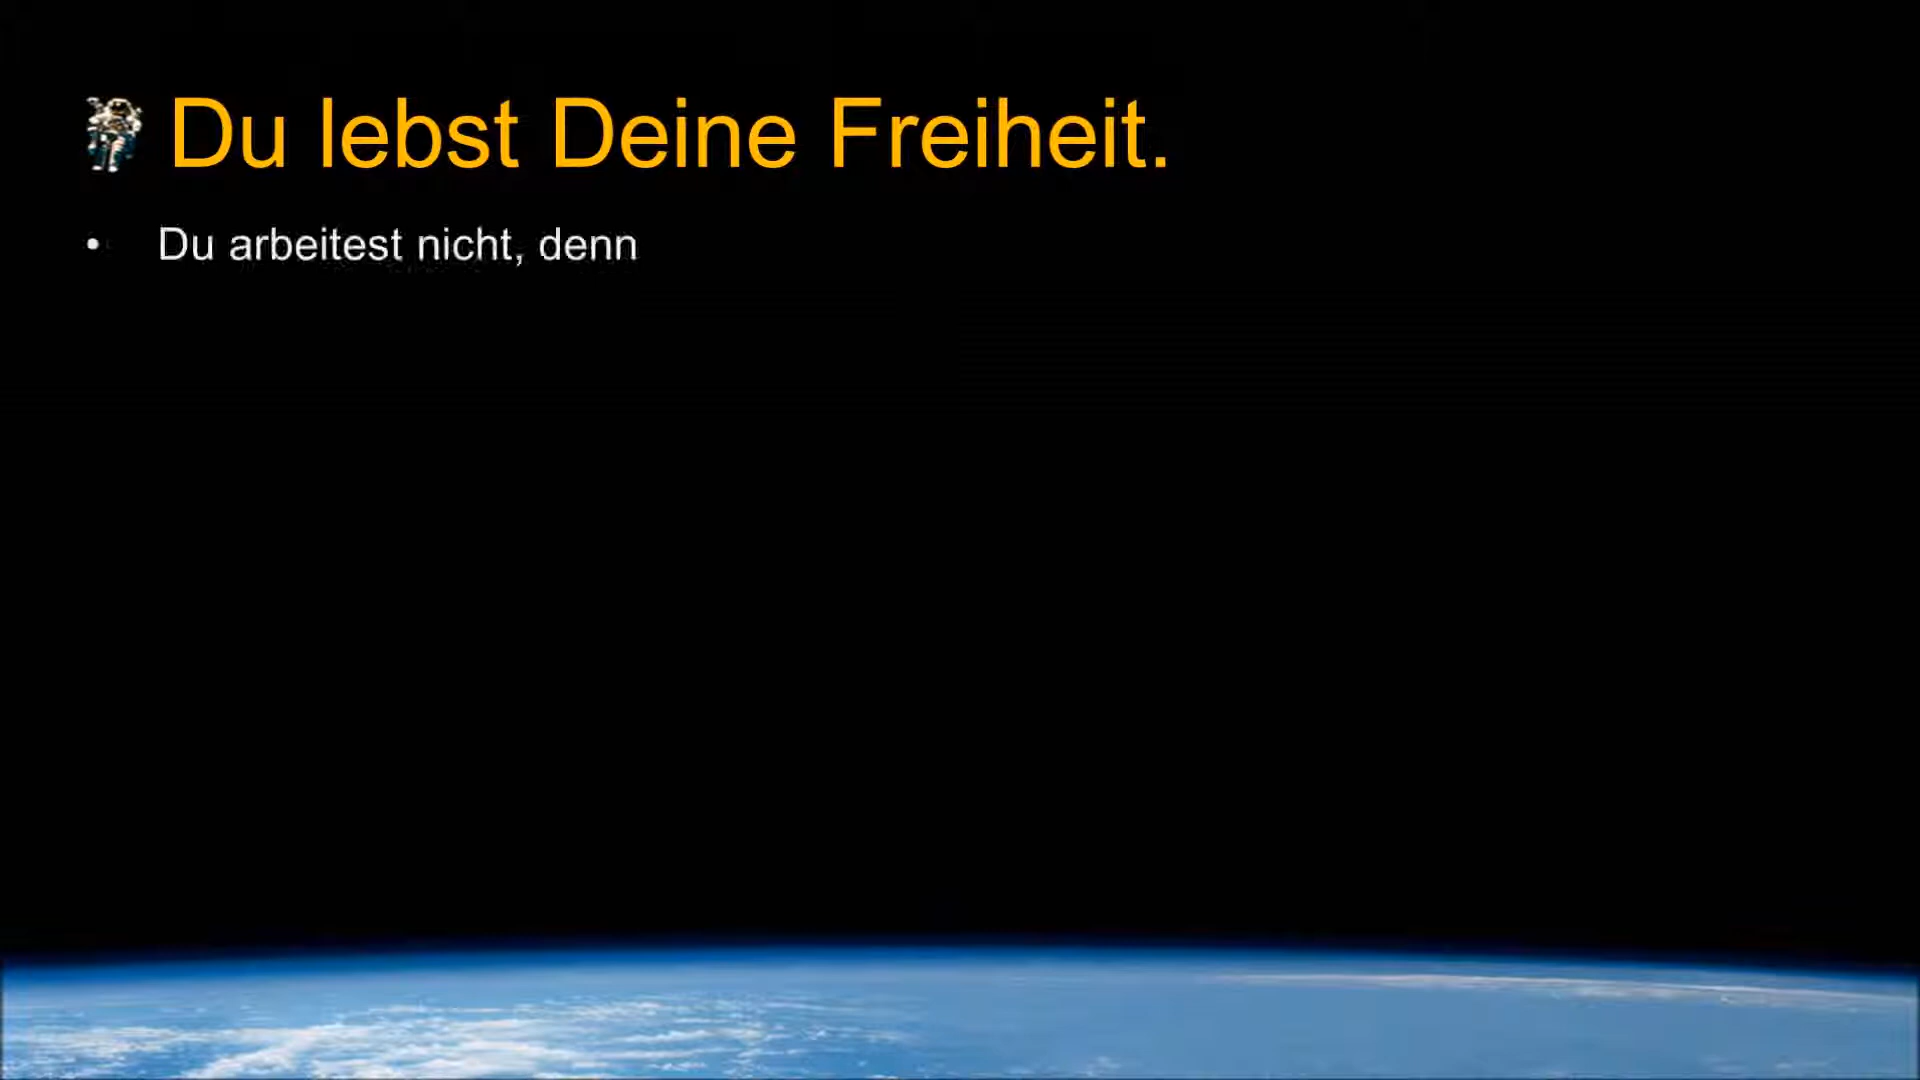 Du lebst Deine Freiheit.
• Du arbeitest nicht, denn